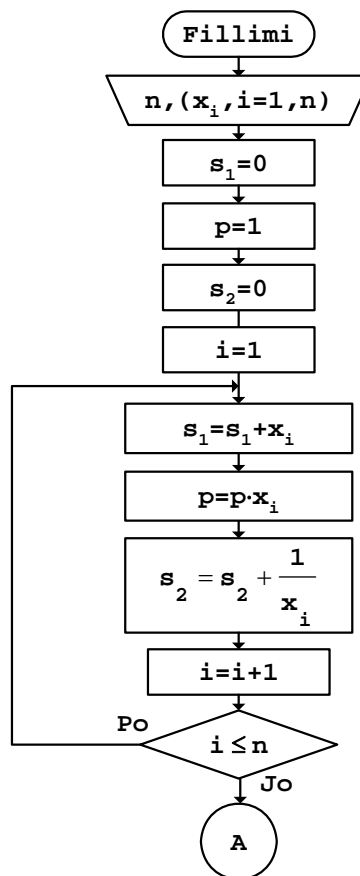 Fillimi
n,(xᵢ,i=1,n)
s₁=0
p=1
s₂=0
i=1
s₁=s₁+xᵢ
p=p·xᵢ
s₂ = s₂ + 1/xᵢ
i=i+1
Po
i ≤ n
Jo
A